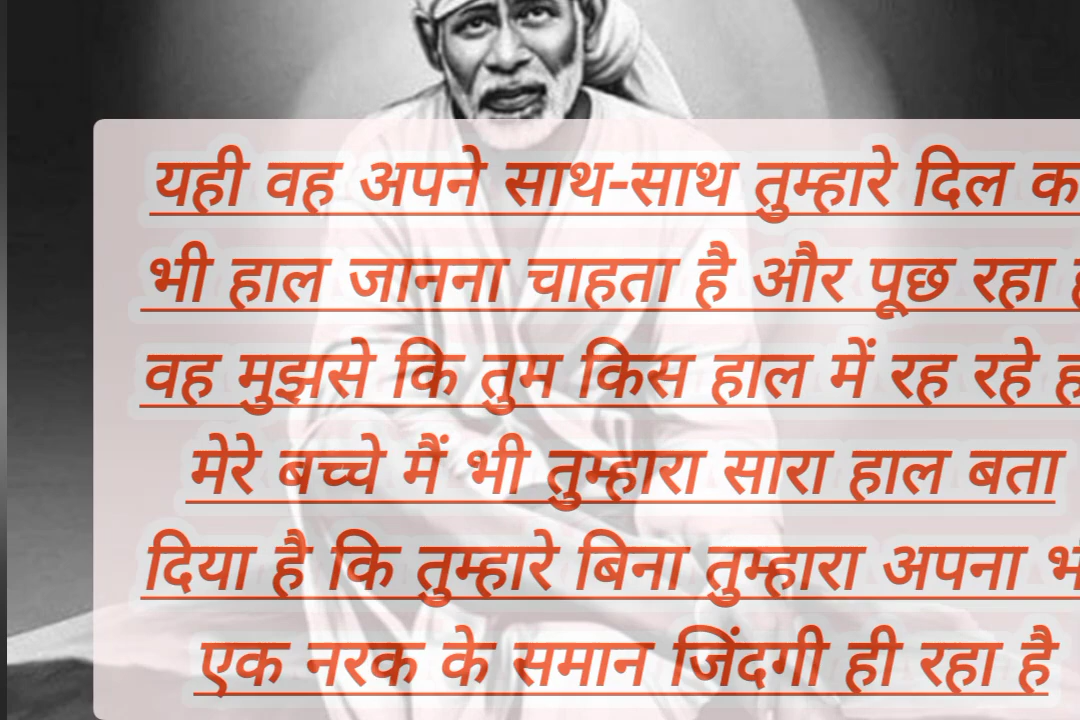 यही वह अपने साथ-साथ तुम्हारे दिल
भी हाल जानना चाहता है और पूछ रहा
वह मुझसे कि तुम किस हाल में रह रहे
मेरे बच्चे मैं भी तुम्हारा सारा हाल बता
दिया है कि तुम्हारे बिना तुम्हारा अपना
एक नरक के समान जिंदगी ही रहा है